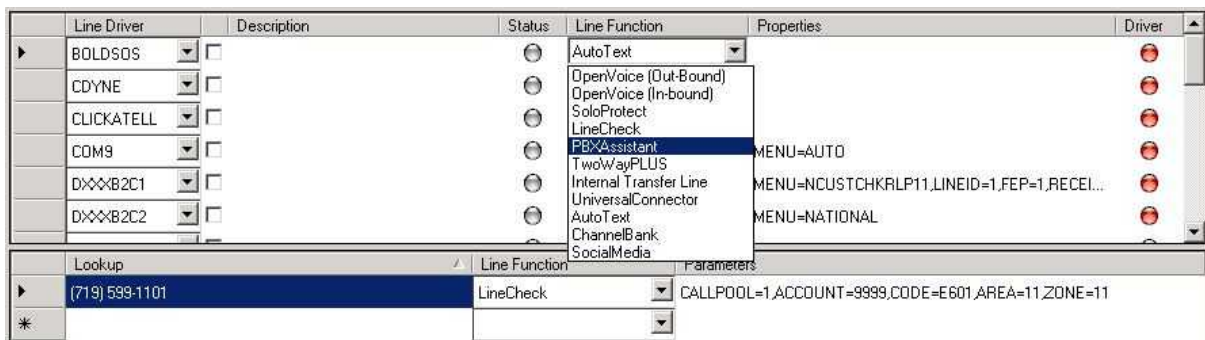 Line Driver Description Status Line Function Properties Driver
BOLDSOS AutoText
CDYNE
CLICKATELL
COM9 MENU=AUTO
DXXXB2C1 MENU=NCUSTCHKRLP11,LINEID=1,FEP=1,RECEI...
DXXXB2C2 MENU=NATIONAL
OpenVoice (Out-Bound)
OpenVoice (In-bound)
SoloProtect
LineCheck
PBXAssistant
TwoWayPLUS
Internal Transfer Line
UniversalConnector
AutoText
ChannelBank
SocialMedia
Lookup Line Function Parameters
(719) 599-1101 LineCheck CALLPOOL=1,ACCOUNT=9999,CODE=E601,AREA=11,ZONE=11